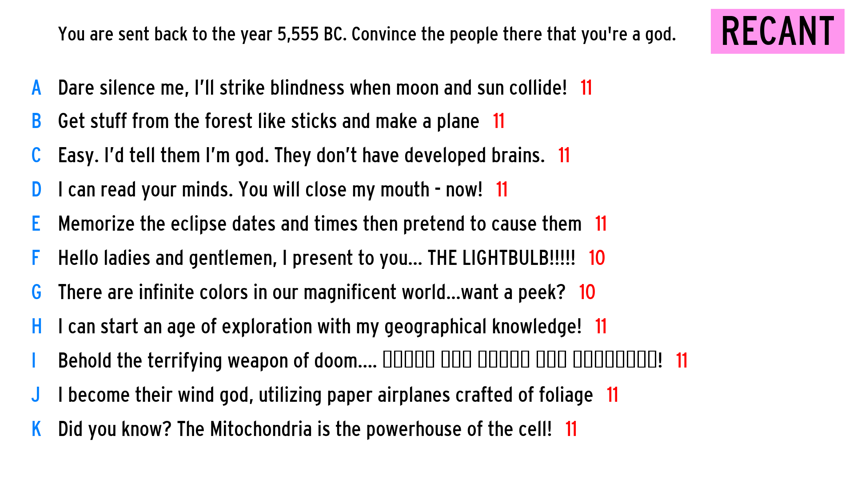 You are sent back to the year 5,555 BC. Convince the people there that you're a god.
RECANT
A Dare silence me, I’ll strike blindness when moon and sun collide! 11
B Get stuff from the forest like sticks and make a plane 11
C Easy. I’d tell them I’m god. They don’t have developed brains. 11
D I can read your minds. You will close my mouth - now! 11
E Memorize the eclipse dates and times then pretend to cause them 11
F Hello ladies and gentlemen, I present to you... THE LIGHTBULB!!!!! 10
G There are infinite colors in our magnificent world...want a peek? 10
H I can start an age of exploration with my geographical knowledge! 11
I Behold the terrifying weapon of doom.... ! 11
J I become their wind god, utilizing paper airplanes crafted of foliage 11
K Did you know? The Mitochondria is the powerhouse of the cell! 11